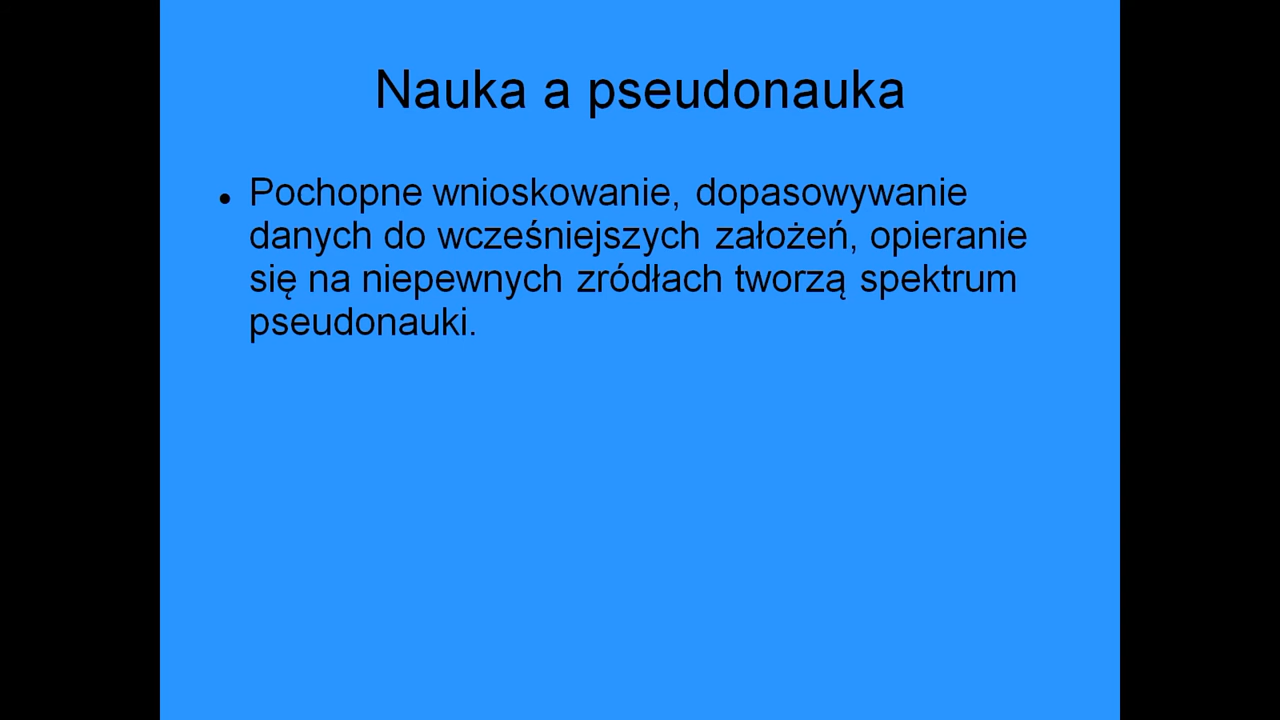 Nauka a pseudonauka
● Pochopne wnioskowanie, dopasowywanie
danych do wcześniejszych założeń, opieranie
się na niepewnych zródłach tworzą spektrum
pseudonauki.